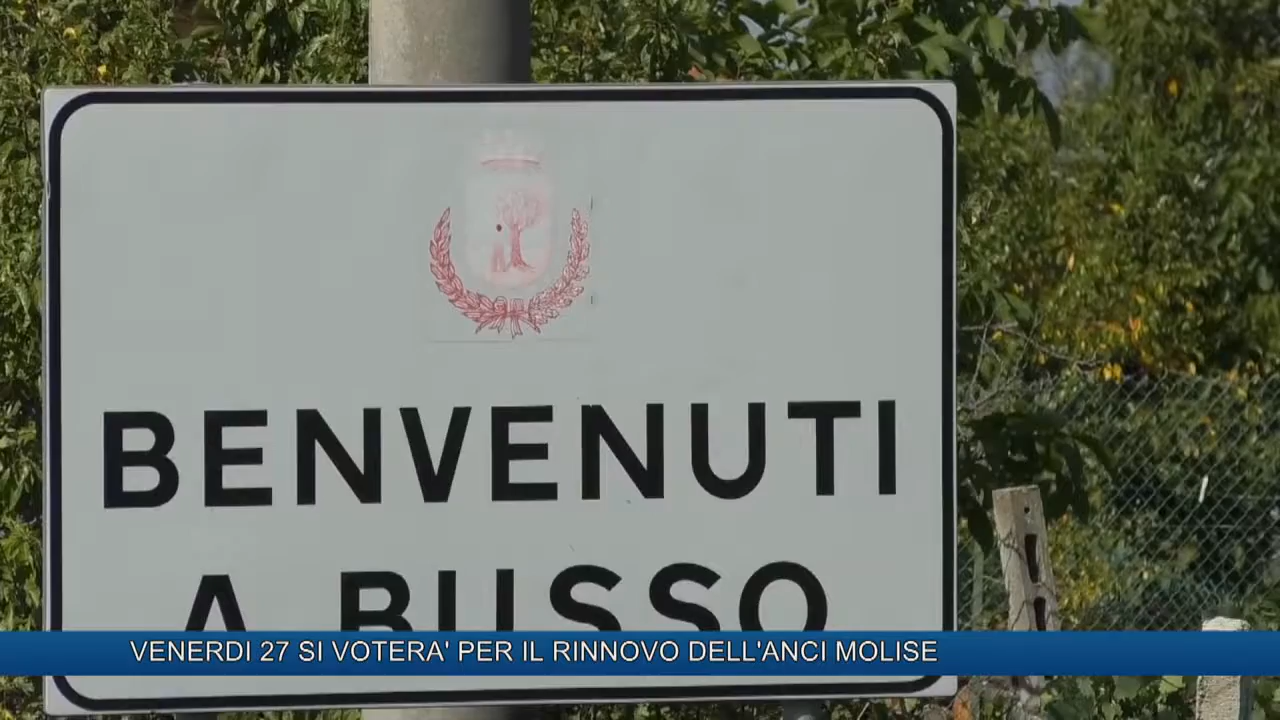 BENVENUTI
A BUSSO
VENERDI 27 SI VOTERA' PER IL RINNOVO DELL'ANCI MOLISE